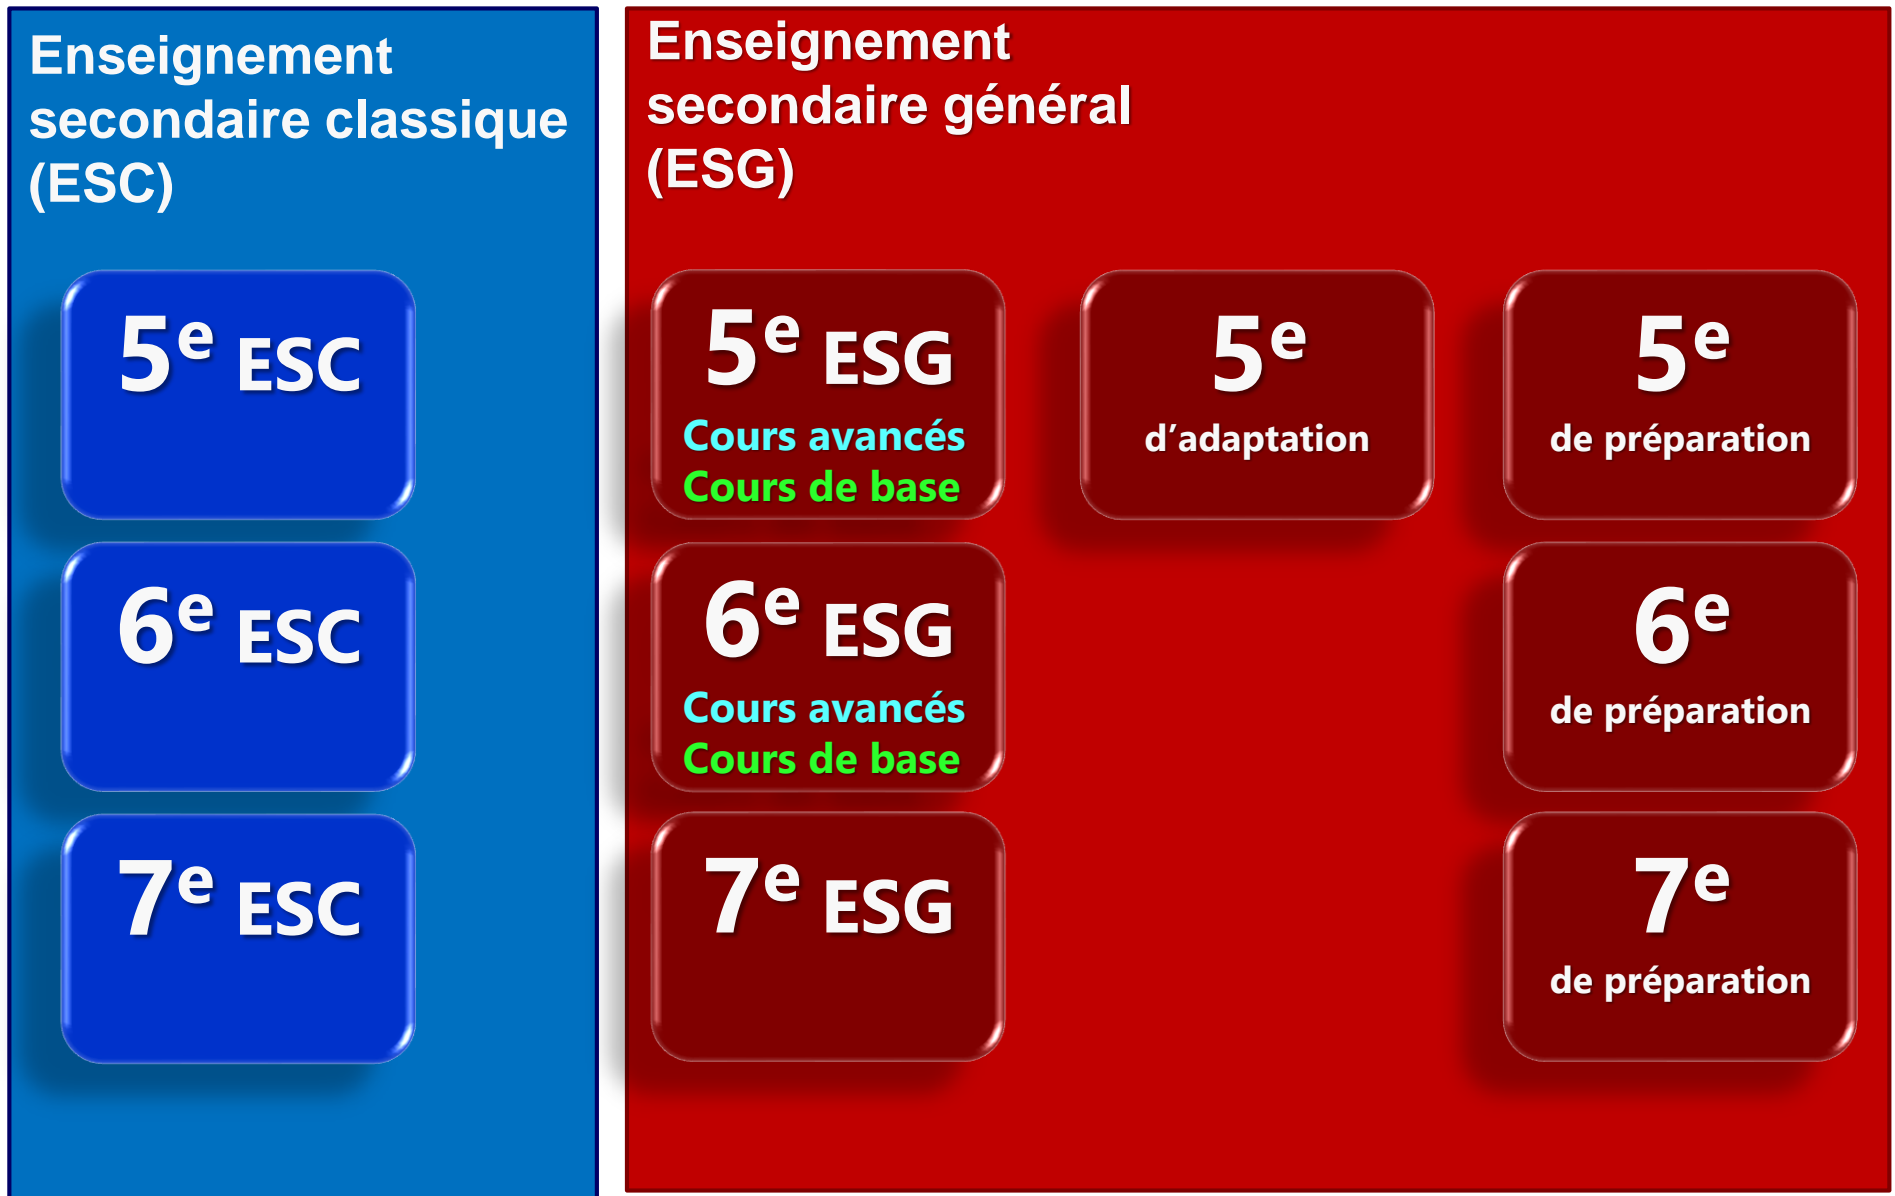 Enseignement
secondaire classique
(ESC)
5e ESC
6e ESC
7e ESC
Enseignement
secondaire général
(ESG)
5e ESG
Cours avancés
Cours de base
5e
d’adaptation
5e
de préparation
6e ESG
Cours avancés
Cours de base
6e
de préparation
7e ESG
7e
de préparation